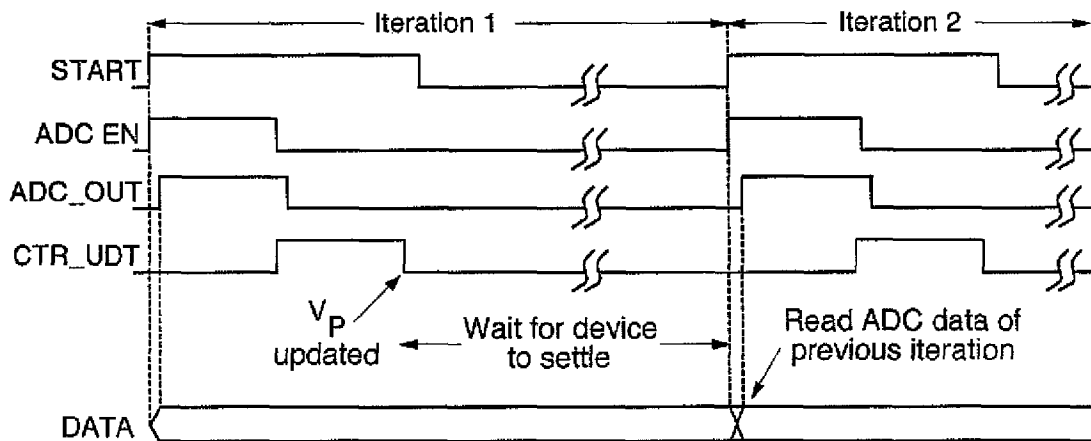 Iteration 1
Iteration 2
START
ADC EN
ADC_OUT
CTR_UDT
VP
updated
Wait for device
to settle
Read ADC data of
previous iteration
DATA